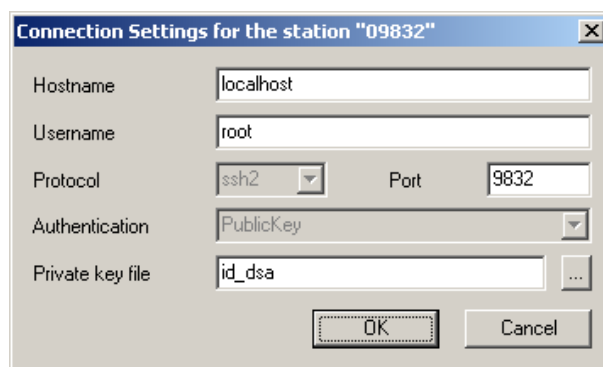 Connection Settings for the station "09832"
Hostname localhost
Username root
Protocol ssh2 Port 9832
Authentication PublicKey
Private key file id_dsa ...
OK Cancel